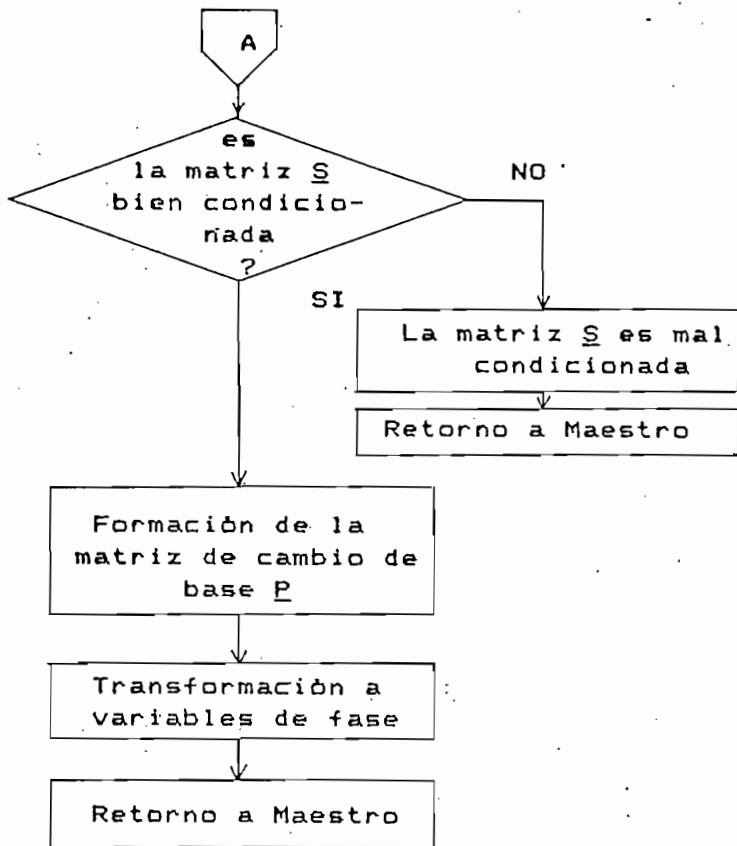 A
es
la matriz S
bien condicio-
nada
?
NO
SI
La matriz S es mal
condicionada
Retorno a Maestro
Formación de la
matriz de cambio de
base P
Transformación a
variables de fase
Retorno a Maestro